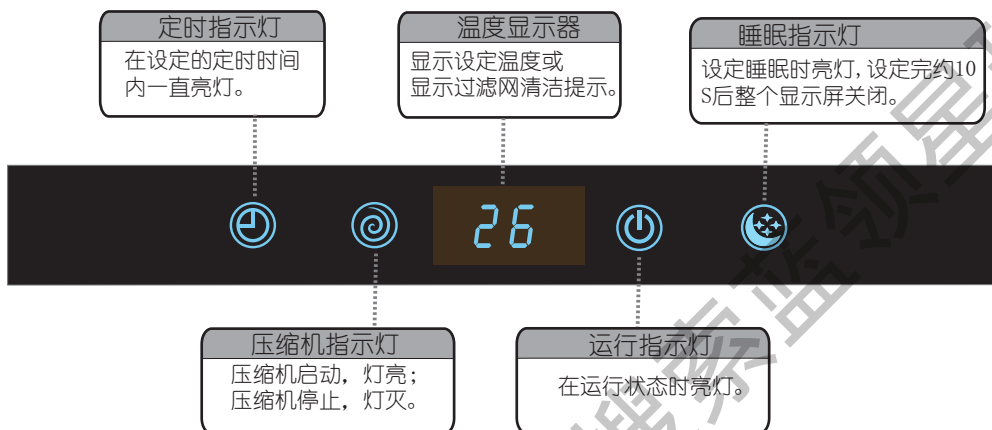 定时指示灯
在设定的定时时间
内一直亮灯。
温度显示器
显示设定温度或
显示过滤网清洁提示。
睡眠指示灯
设定睡眠时亮灯,设定完约10
S后整个显示屏关闭。
26
压缩机指示灯
压缩机启动，灯亮；
压缩机停止，灯灭。
运行指示灯
在运行状态时亮灯。
搜索蓝领星